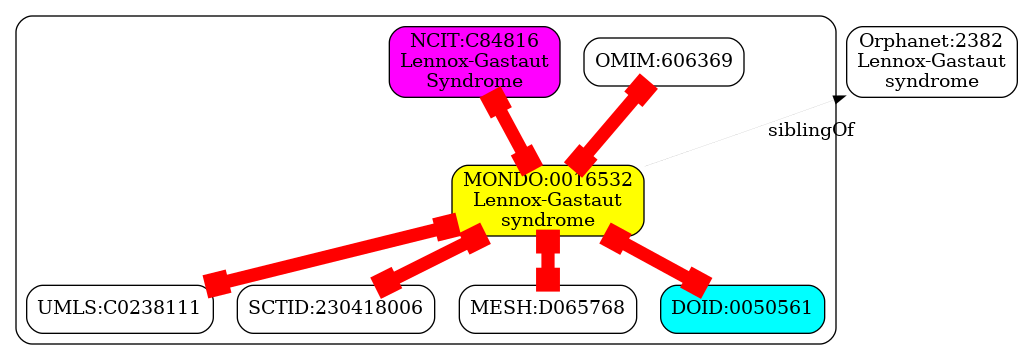 NCIT:C84816
Lennox-Gastaut
Syndrome
OMIM:606369
Orphanet:2382
Lennox-Gastaut
syndrome
siblingOf
MONDO:0016532
Lennox-Gastaut
syndrome
UMLS:C0238111
SCTID:230418006
MESH:D065768
DOID:0050561